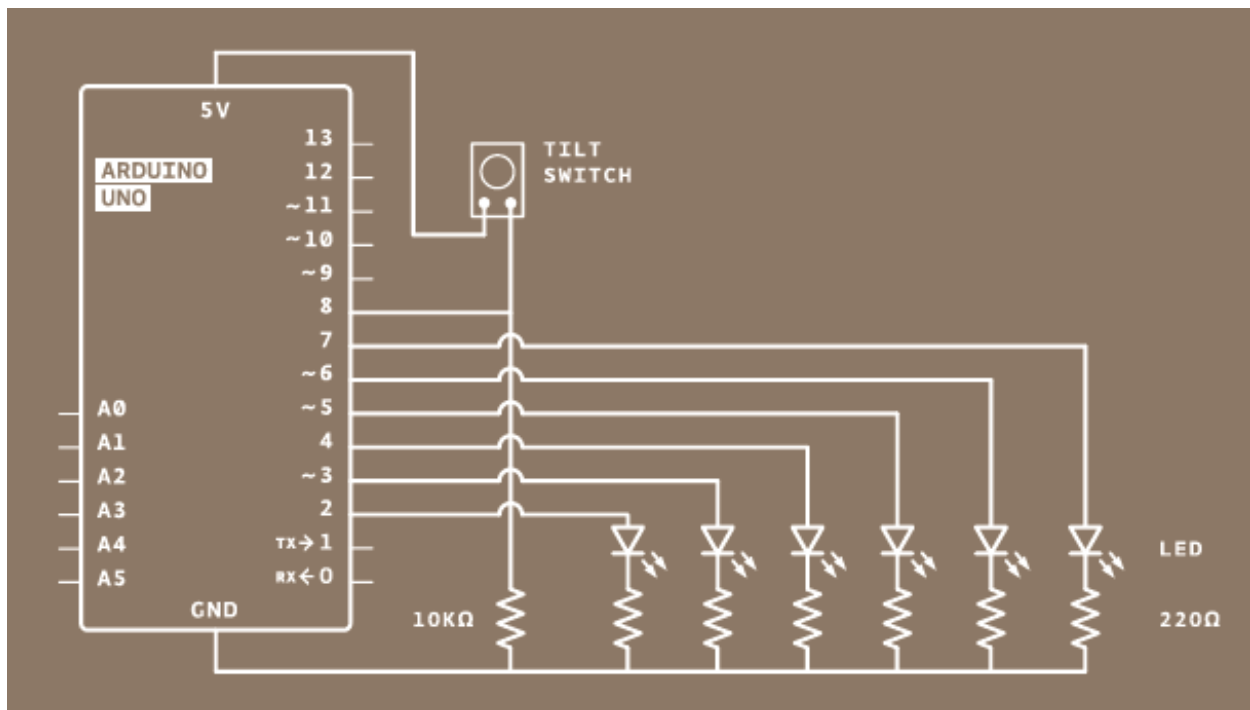 5V
ARDUINO
UNO
13
12
~11
~10
~9
8
7
~6
~5
4
~3
2
TX→1
RX←0
A0
A1
A2
A3
A4
A5
GND
TILT
SWITCH
10KΩ
LED
220Ω